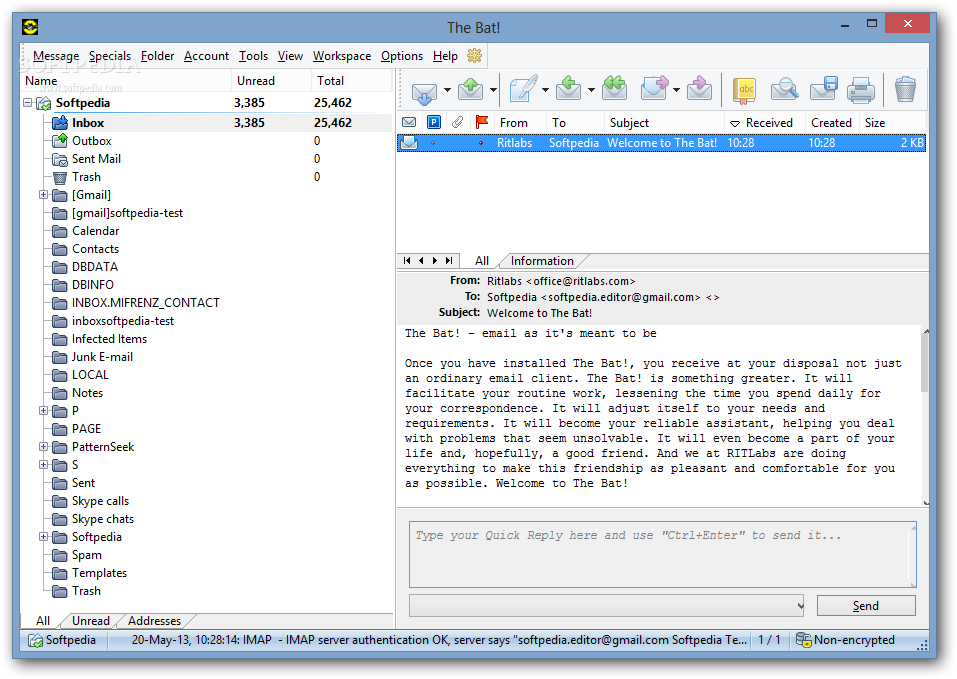 The Bat!
Message Specials Folder Account Tools View Workspace Options Help
SOFTPEDIA
www.softpedia.com
Name Unread Total
Softpedia 3,385 25,462
Inbox 3,385 25,462
Outbox 0
Sent Mail 0
Trash 0
[Gmail]
[gmail]softpedia-test
Calendar
Contacts
DBDATA
DBINFO
INBOX.MIFRENZ_CONTACT
inboxsoftpedia-test
Infected Items
Junk E-mail
LOCAL
Notes
P
PAGE
PatternSeek
S
Sent
Skype calls
Skype chats
Softpedia
Spam
Templates
Trash
All Unread Addresses
abc
P From To Subject Received Created Size
Ritlabs Softpedia Welcome to The Bat! 10:28 10:28 2 KB
All Information
From: Ritlabs <office@ritlabs.com>
To: Softpedia <softpedia.editor@gmail.com> <>
Subject: Welcome to The Bat!
The Bat! - email as it's meant to be
Once you have installed The Bat!, you receive at your disposal not just
an ordinary email client. The Bat! is something greater. It will
facilitate your routine work, lessening the time you spend daily for
your correspondence. It will adjust itself to your needs and
requirements. It will become your reliable assistant, helping you deal
with problems that seem unsolvable. It will even become a part of your
life and, hopefully, a good friend. And we at RITLabs are doing
everything to make this friendship as pleasant and comfortable for you
as possible. Welcome to The Bat!
Type your Quick Reply here and use "Ctrl+Enter" to send it...
Send
Softpedia 20-May-13, 10:28:14: IMAP - IMAP server authentication OK, server says "softpedia.editor@gmail.com Softpedia Te... 1 / 1 Non-encrypted